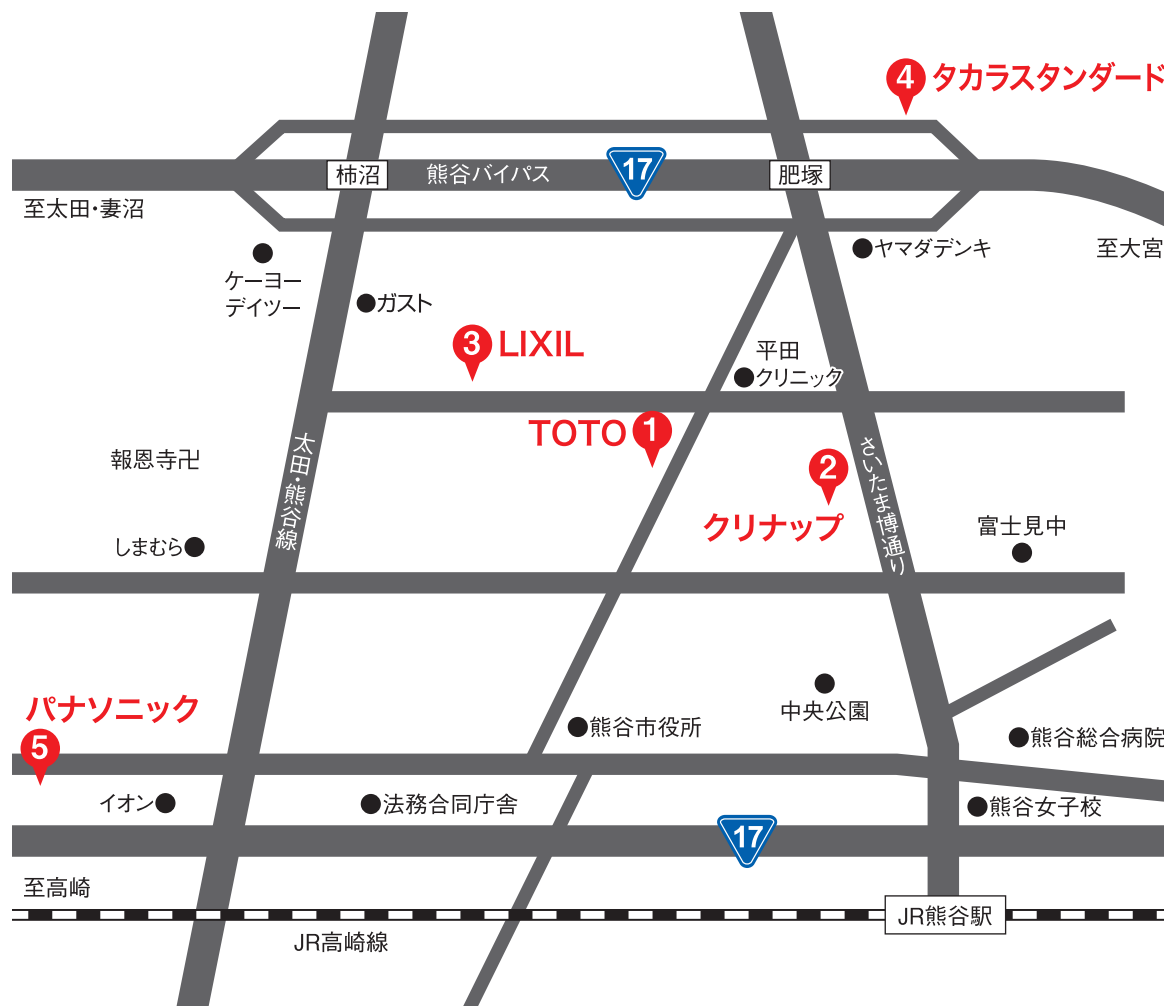 4 タカラスタンダード
17
柿沼
熊谷バイパス
肥塚
至太田・妻沼
ヤマダデンキ
至大宮
ケーヨー
デイツー
ガスト
3 LIXIL
平田
クリニック
TOTO 1
太田・熊谷線
報恩寺卍
2
クリナップ
さいたま博通り
富士見中
しまむら
パナソニック
5
中央公園
熊谷市役所
熊谷総合病院
イオン
法務合同庁舎
熊谷女子校
17
至高崎
JR熊谷駅
JR高崎線